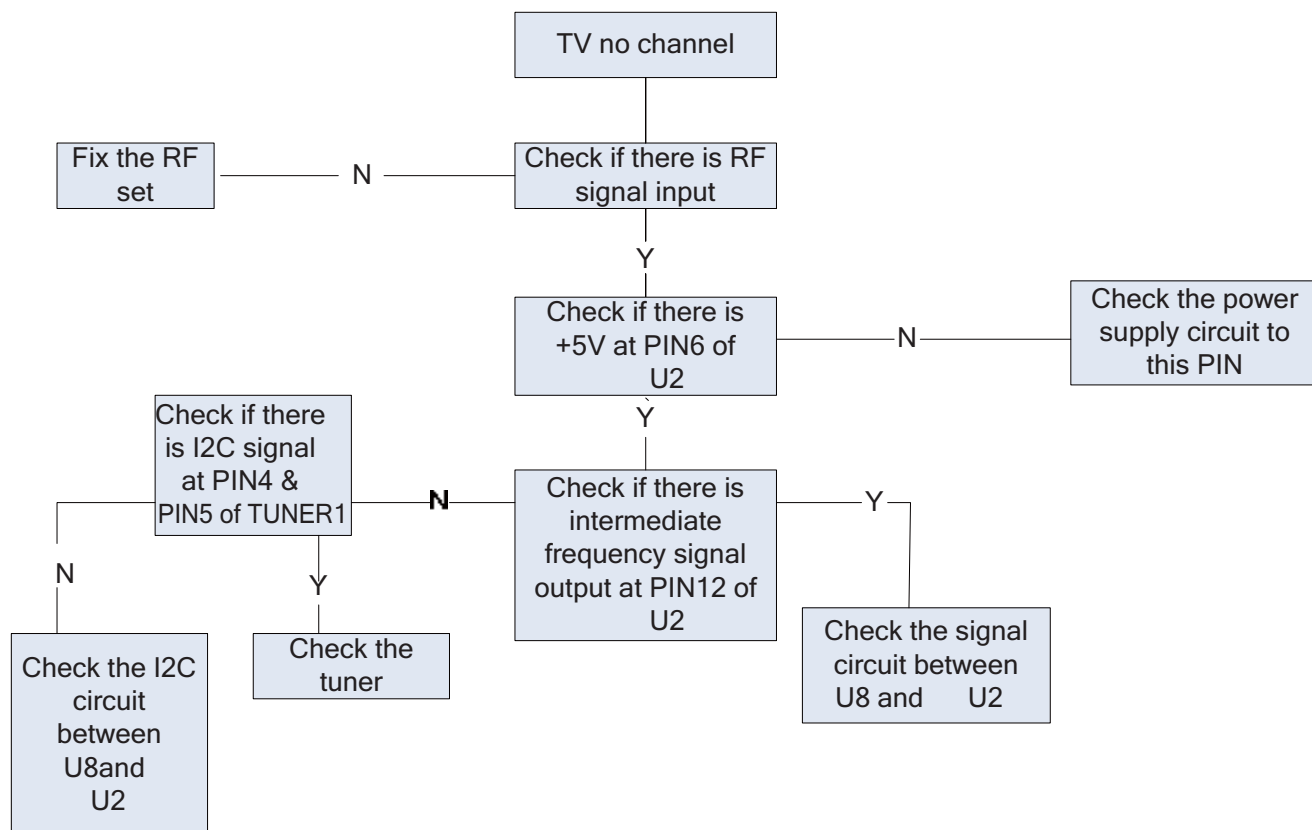 TV no channel
Fix the RF
set
N
Check if there is RF
signal input
Y
Check if there is
+5V at PIN6 of
U2
N
Check the power
supply circuit to
this PIN
Y
Check if there
is I2C signal
at PIN4 &
PIN5 of TUNER1
N
Check if there is
intermediate
frequency signal
output at PIN12 of
U2
Y
N
Y
Check the I2C
circuit
between
U8and
U2
Check the
tuner
Check the signal
circuit between
U8 and U2